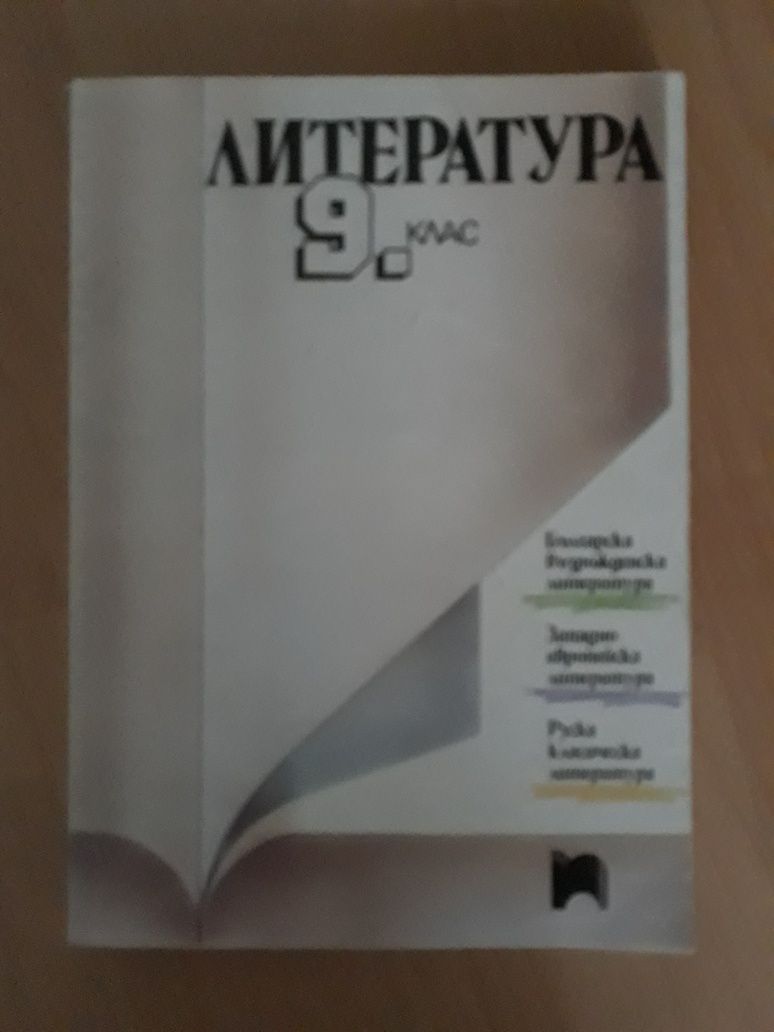 ЛИТЕРАТУРА
9. КЛАС
Българска
Възрожденска
литература
Западно
европейска
литература
Руска
класическа
литература